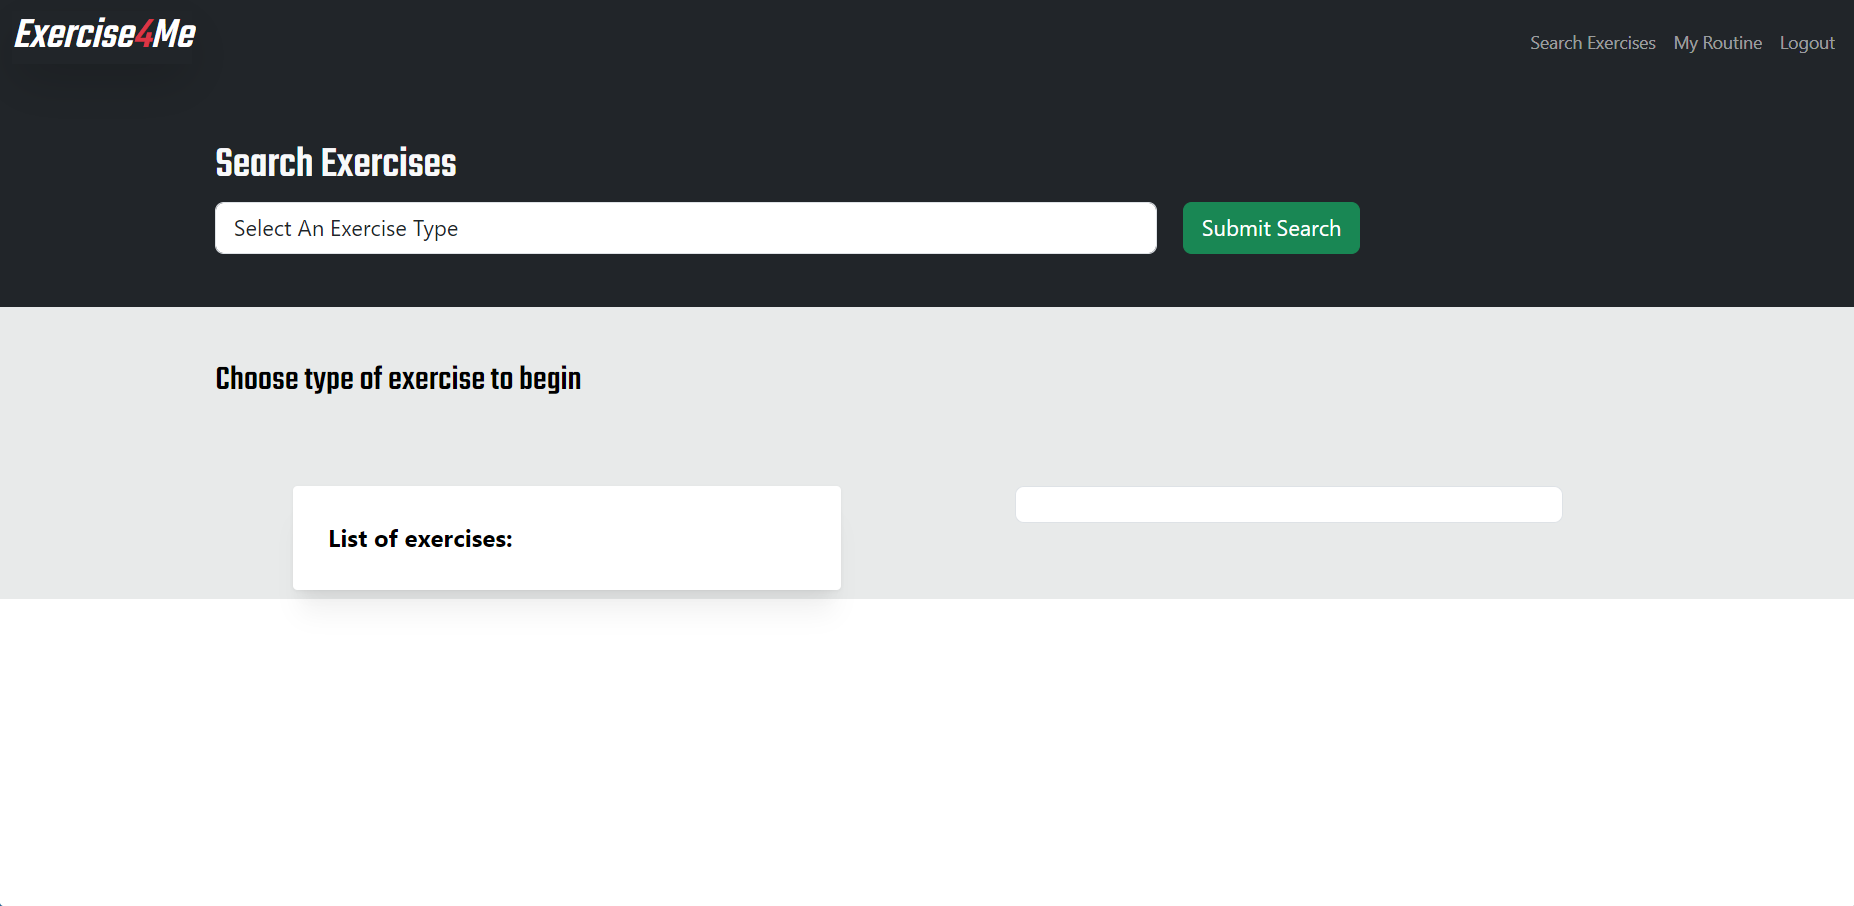 Exercise4Me
Search Exercises My Routine Logout
Search Exercises
Select An Exercise Type
Submit Search
Choose type of exercise to begin
List of exercises: